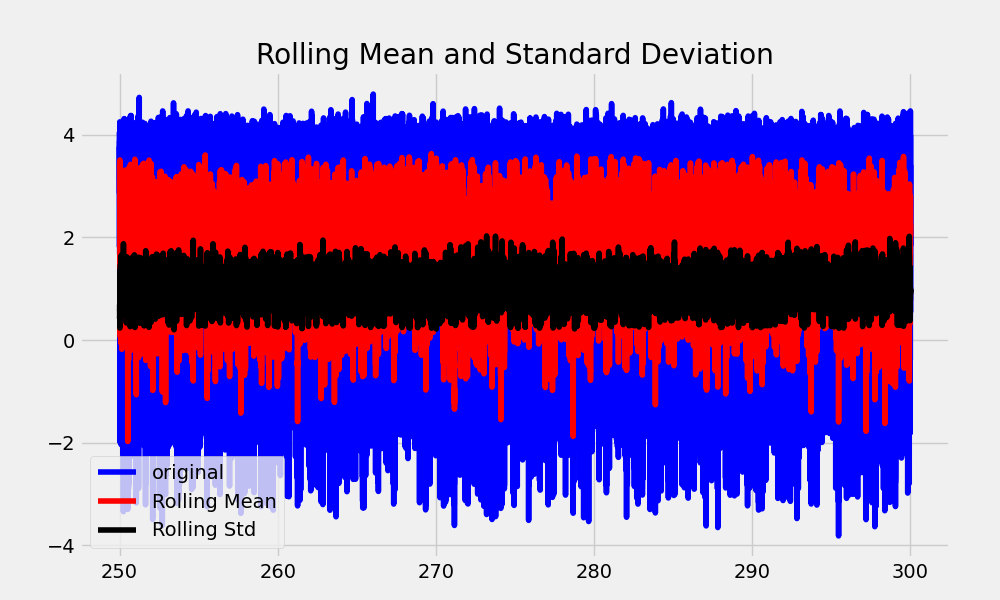 Rolling Mean and Standard Deviation
4
2
0
−2
−4
original
Rolling Mean
Rolling Std
250 260 270 280 290 300